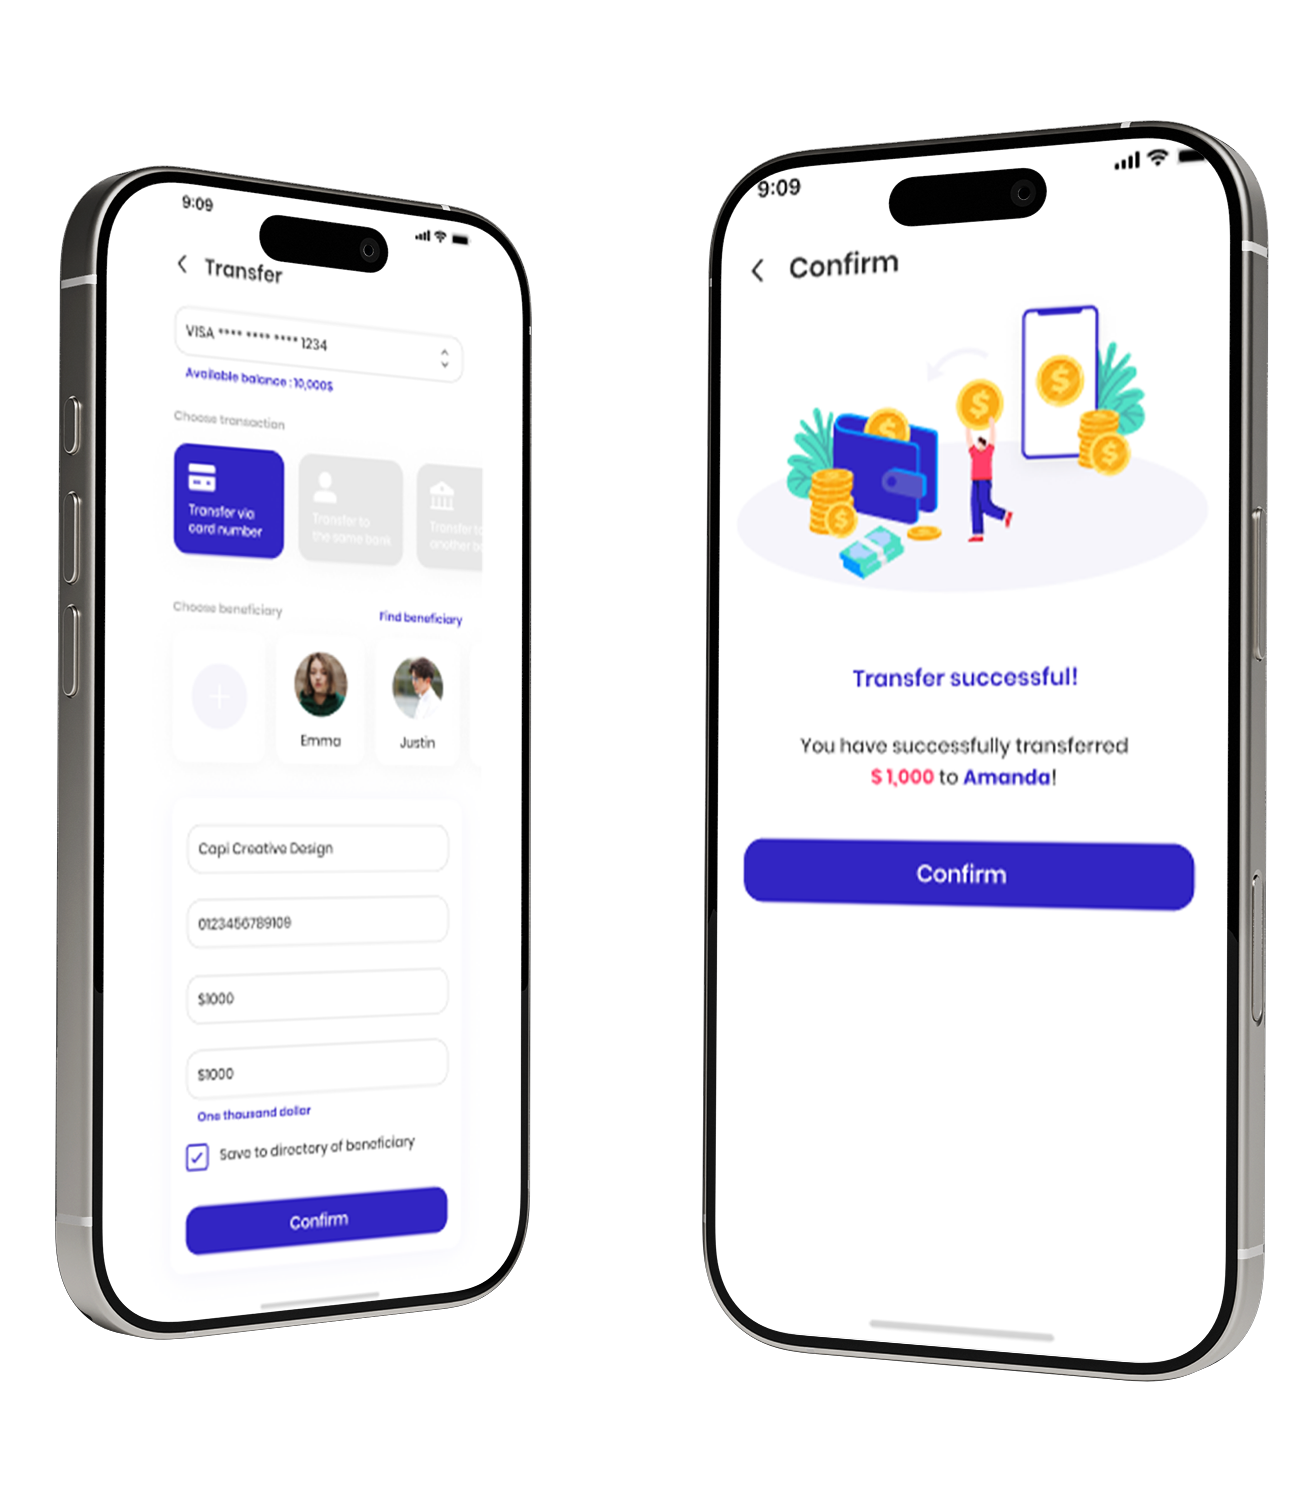 9:09
Transfer
VISA **** **** **** 1234
Available balance : 10,000$
Choose transaction
Transfer via
card number
Transfer to
the same bank
Transfer to
another b
Choose beneficiary
Find beneficiary
Emma
Justin
Capi Creative Design
0123456789109
$1000
$1000
One thousand dollar
Save to directory of beneficiary
Confirm
9:09
Confirm
Transfer successful!
You have successfully transferred
$1,000 to Amanda!
Confirm